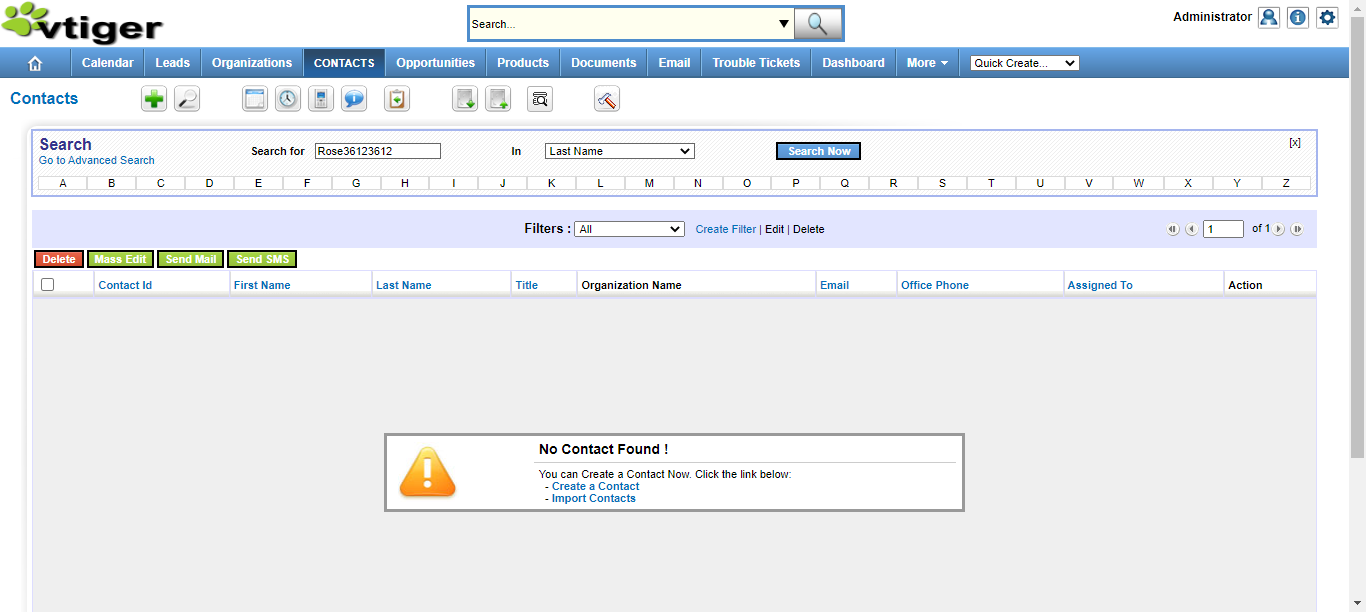 vtiger
Search...
Administrator
Calendar Leads Organizations CONTACTS Opportunities Products Documents Email Trouble Tickets Dashboard More Quick Create...
Contacts
Search
Go to Advanced Search
Search for Rose36123612 In Last Name Search Now
[x]
A B C D E F G H I J K L M N O P Q R S T U V W X Y Z
Filters : All Create Filter | Edit | Delete 1 of 1
Delete Mass Edit Send Mail Send SMS
Contact Id First Name Last Name Title Organization Name Email Office Phone Assigned To Action
No Contact Found !
You can Create a Contact Now. Click the link below:
- Create a Contact
- Import Contacts